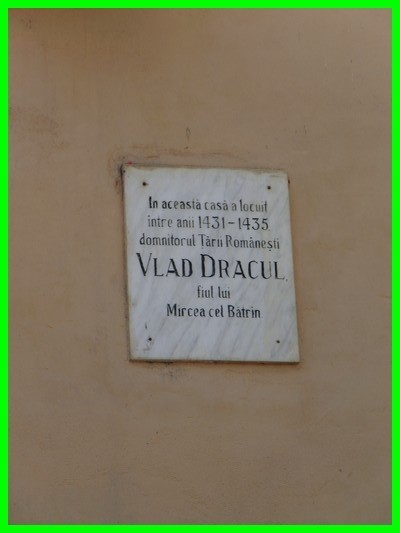 In această casă a locuit
între anii 1431-1435
domnitorul Țării Românești
VLAD DRACUL,
fiul lui
Mircea cel Bătrîn